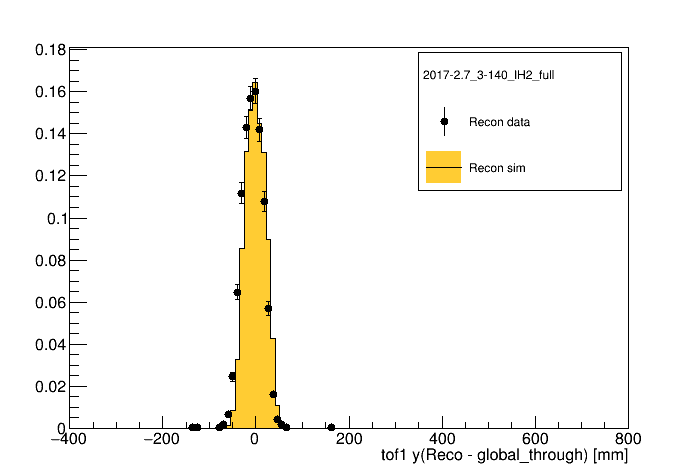 0.18
0.16
0.14
0.12
0.1
0.08
0.06
0.04
0.02
0
−400 −200 0 200 400 600 800
tof1 y(Reco - global_through) [mm]
2017-2.7_3-140_IH2_full
Recon data
Recon sim